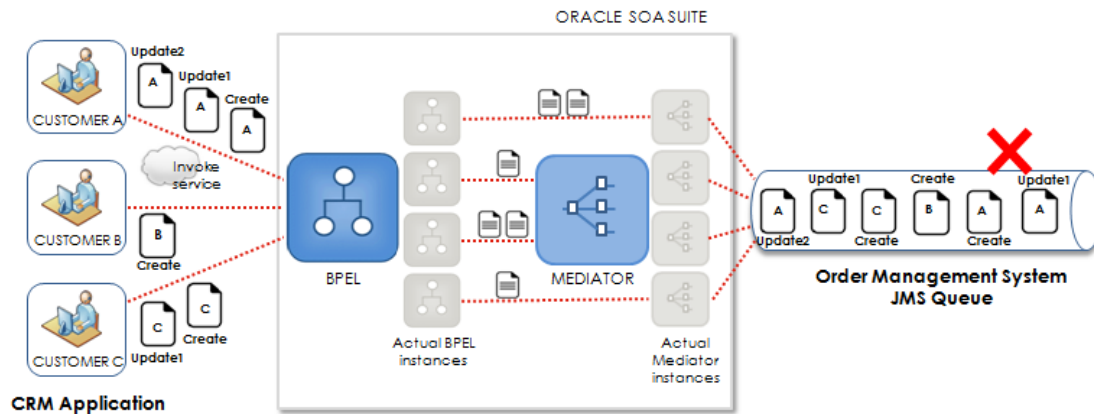 ORACLE SOA SUITE
Update2
A
Update1
A
Create
A
CUSTOMER A
Invoke
service
CUSTOMER B
B
Create
C
Create
C
Update1
CUSTOMER C
CRM Application
BPEL
MEDIATOR
Actual BPEL
instances
Actual
Mediator
instances
Update1
Create
Update1
A
C
C
B
A
A
Update2
Create
Create
Order Management System
JMS Queue